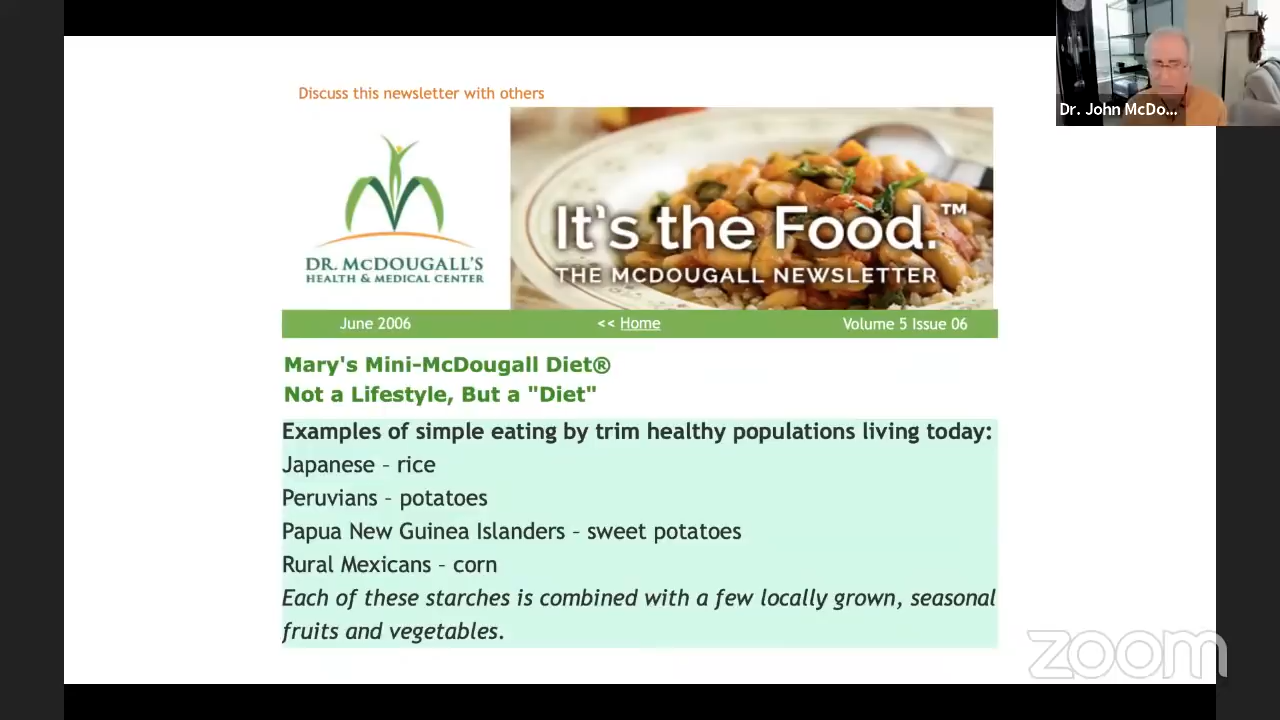 Discuss this newsletter with others
Dr. John McDo...
DR. MCDOUGALL'S
HEALTH & MEDICAL CENTER
It's the Food.™
THE MCDOUGALL NEWSLETTER
June 2006 << Home Volume 5 Issue 06
Mary's Mini-McDougall Diet®
Not a Lifestyle, But a "Diet"
Examples of simple eating by trim healthy populations living today:
Japanese – rice
Peruvians – potatoes
Papua New Guinea Islanders – sweet potatoes
Rural Mexicans – corn
Each of these starches is combined with a few locally grown, seasonal
fruits and vegetables.
zoom